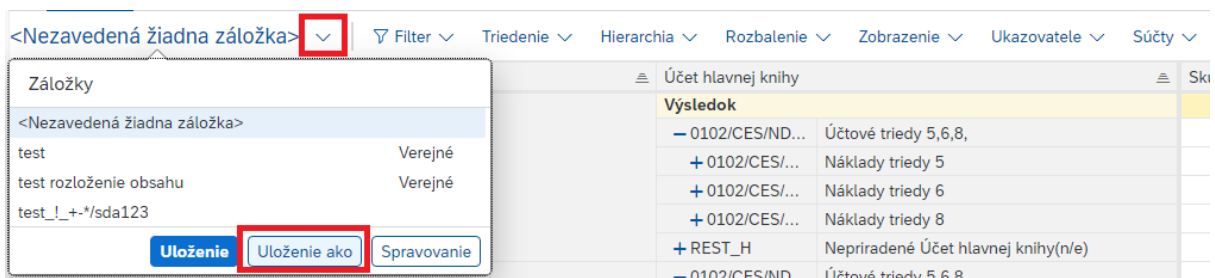 <Nezavedená žiadna záložka> Filter Triedenie Hierarchia Rozbalenie Zobrazenie Ukazovatele Súčty
Účet hlavnej knihy
Výsledok
0102/CES/ND... Účtové triedy 5,6,8,
0102/CES/... Náklady triedy 5
0102/CES/... Náklady triedy 6
0102/CES/... Náklady triedy 8
REST_H Nepriradené Účet hlavnej knihy(n/e)
Záložky
<Nezavedená žiadna záložka>
test Verejné
test rozloženie obsahu Verejné
test_!_+-*/sda123
Uloženie Uloženie ako Spravovanie